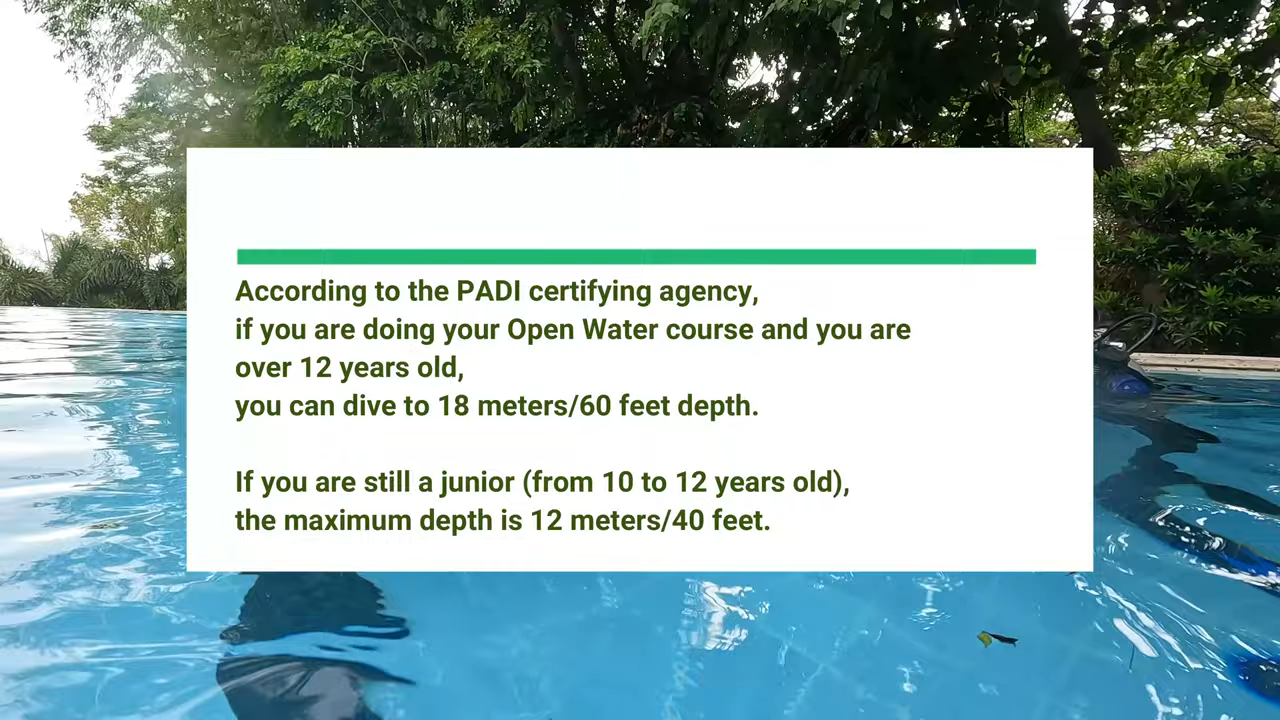 According to the PADI certifying agency,
if you are doing your Open Water course and you are
over 12 years old,
you can dive to 18 meters/60 feet depth.
If you are still a junior (from 10 to 12 years old),
the maximum depth is 12 meters/40 feet.